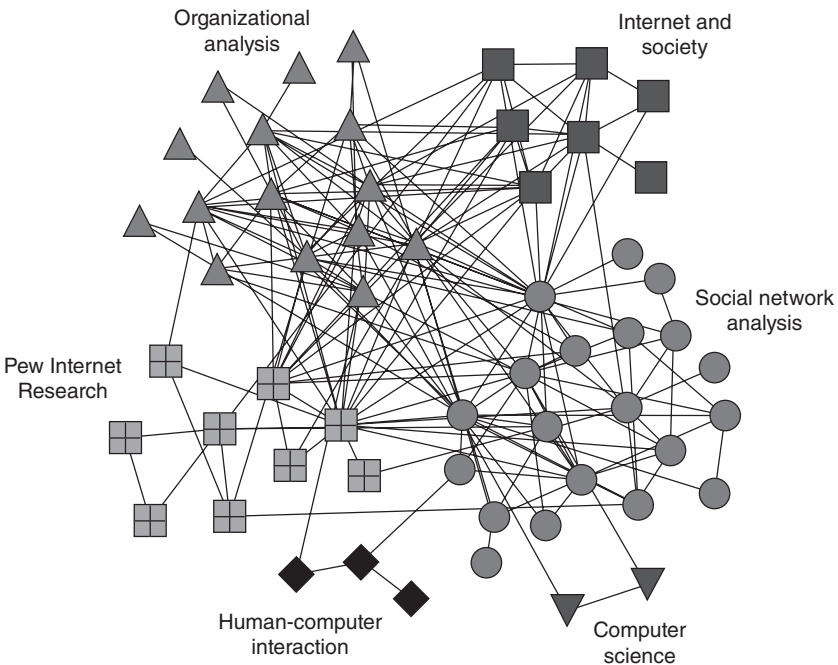 Organizational
analysis
Internet and
society
Social network
analysis
Pew Internet
Research
Human-computer
interaction
Computer
science